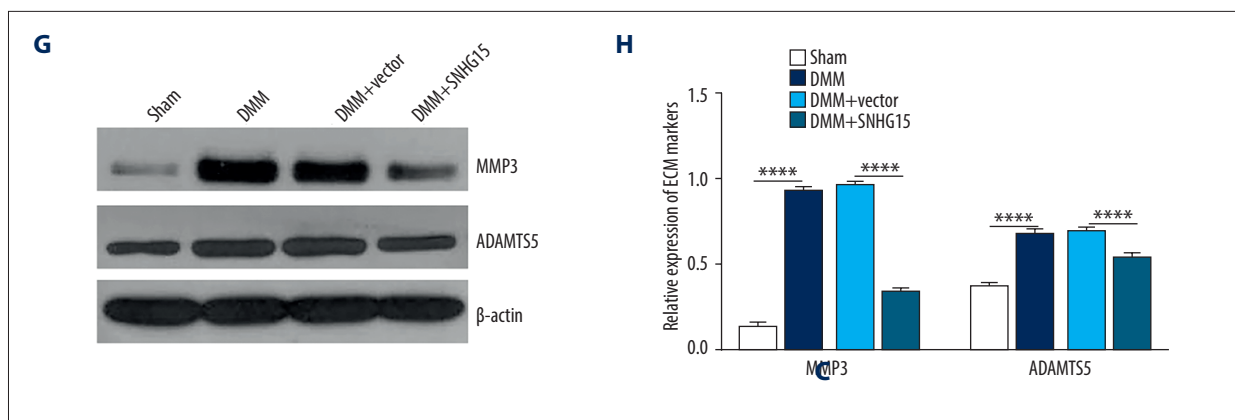 G
Sham
DMM
DMM+vector
DMM+SNHG15
MMP3
ADAMTS5
β-actin
H
Sham
DMM
DMM+vector
DMM+SNHG15
Relative expression of ECM markers
1.5
1.0
0.5
0.0
****
****
****
****
MMP3
ADAMTS5
C